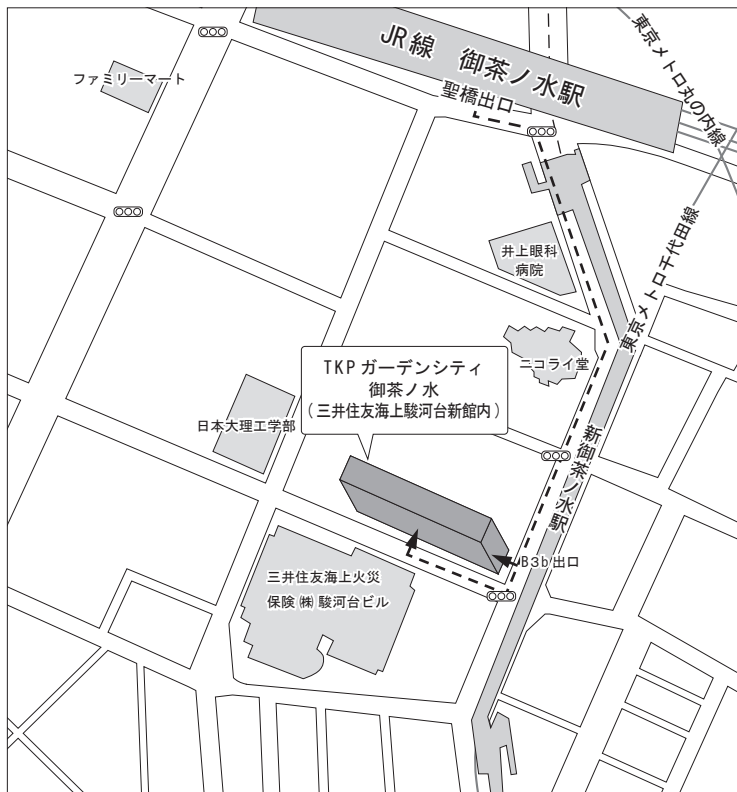 JR線 御茶ノ水駅
聖橋出口
東京メトロ丸の内線
ファミリーマート
井上眼科
病院
東京メトロ千代田線
ニコライ堂
TKP ガーデンシティ
御茶ノ水
(三井住友海上駿河台新館内)
日本大理工学部
新御茶ノ水駅
B3b出口
三井住友海上火災
保険㈱駿河台ビル